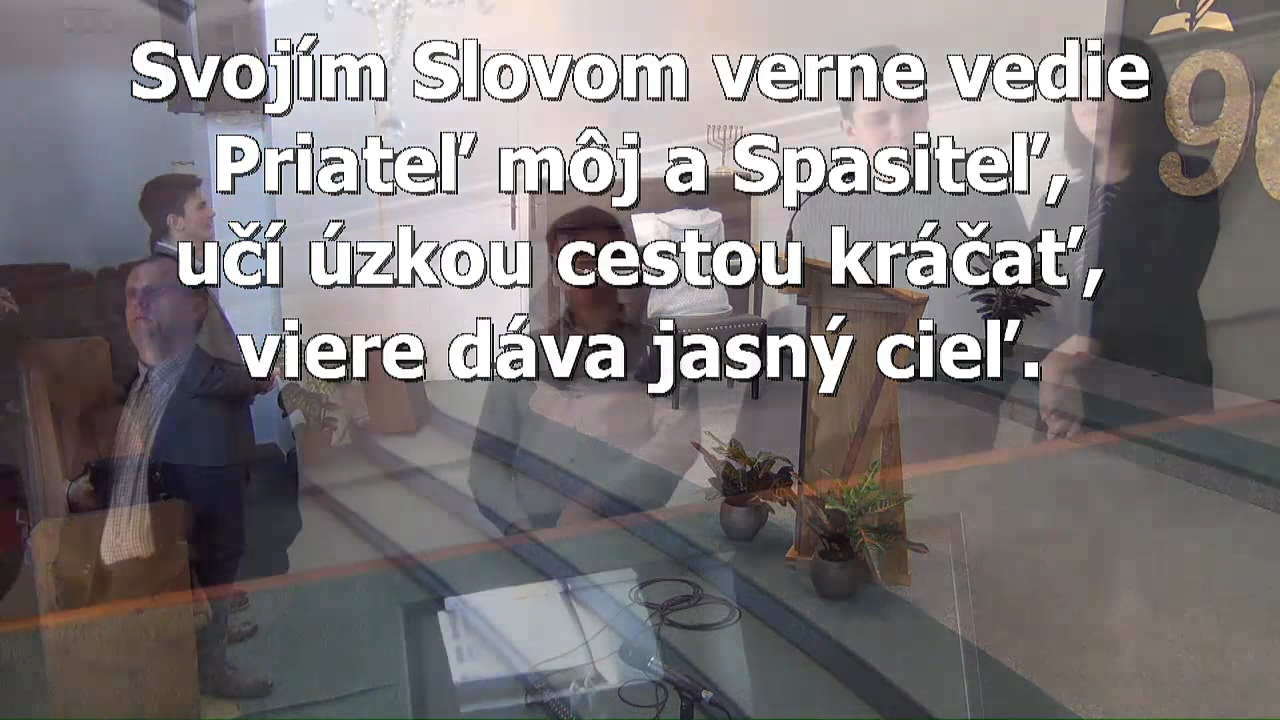 Svojím Slovom verne vedie
Priateľ môj a Spasiteľ,
učí úzkou cestou kráčať,
viere dáva jasný cieľ.